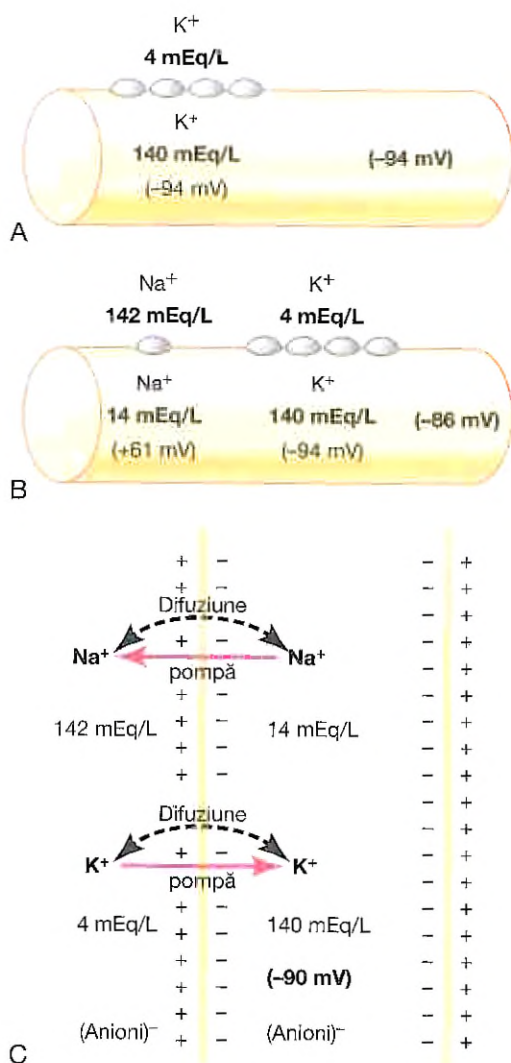 K⁺
4 mEq/L
K⁺
140 mEq/L
(–94 mV)
(–94 mV)
A
Na⁺
142 mEq/L
K⁺
4 mEq/L
Na⁺
14 mEq/L
(+61 mV)
K⁺
140 mEq/L
(–94 mV)
(–86 mV)
B
+ – – +
Difuziune
Na⁺ Na⁺
pompă
142 mEq/L 14 mEq/L
Difuziune
K⁺ K⁺
pompă
4 mEq/L 140 mEq/L
(–90 mV)
(Anioni)⁻ (Anioni)⁻
C